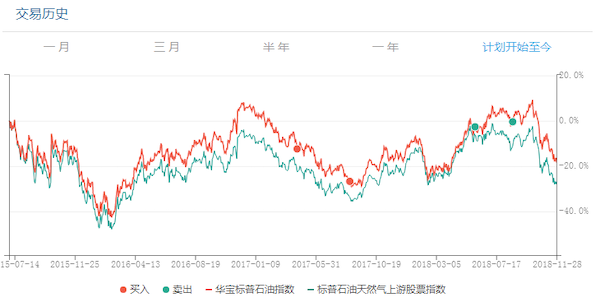 交易历史
一月 三月 半年 一年 计划开始至今
20.0%
0.0%
-20.0%
-40.0%
15-07-14 2015-11-25 2016-04-13 2016-08-19 2017-01-09 2017-05-31 2017-10-19 2018-03-05 2018-07-17 2018-11-28
买入 卖出 华宝标普石油指数 标普石油天然气上游股票指数